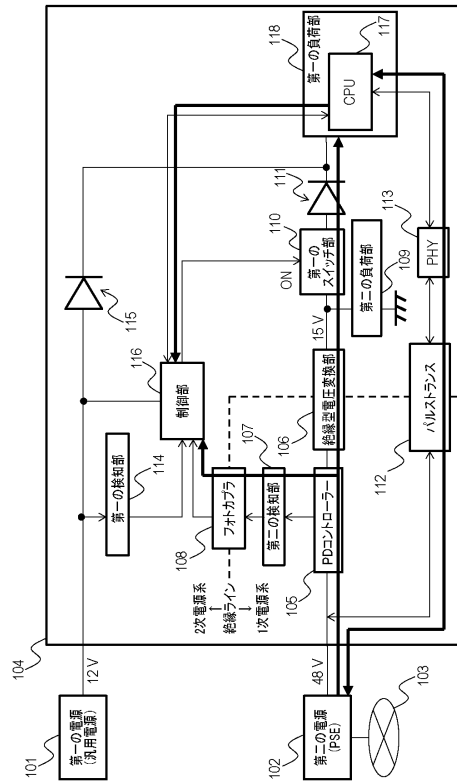 104
101
第一の電源
(汎用電源)
12 V
115
第一の検知部
114
116
制御部
118
第一の負荷部
117
CPU
108
フォトカプラ
107
第二の検知部
2次電源系
絶縁ライン
1次電源系
111
110
ON
第一の
スイッチ部
15 V
106
絶縁型電圧変換部
105
PDコントローラー
102
第二の電源
(PSE)
48 V
103
第二の負荷部
109
113
PHY
パルストランス
112